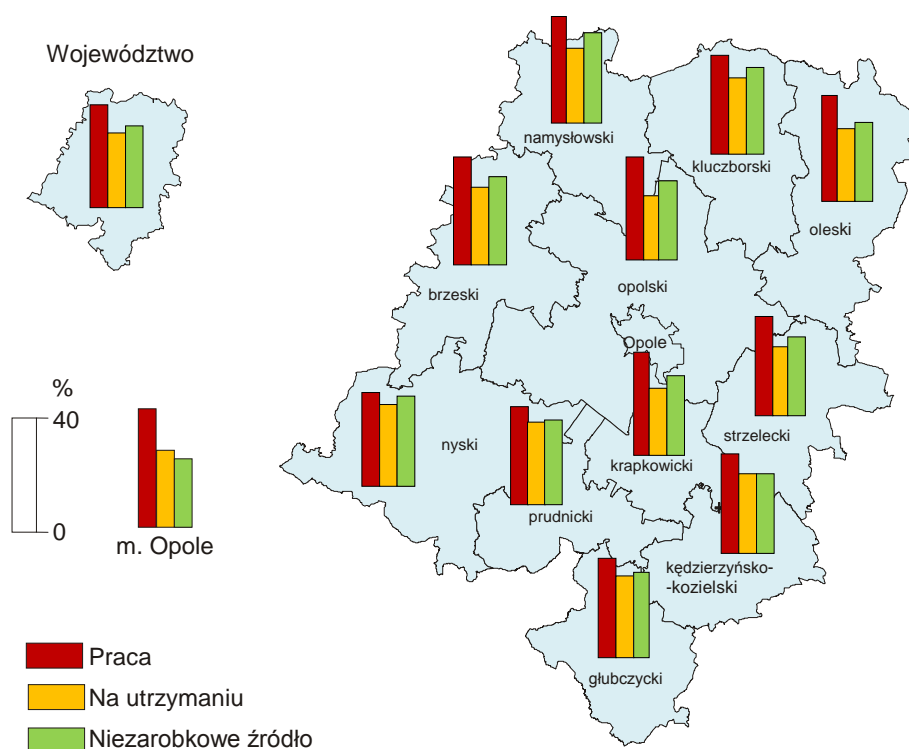 Województwo
namysłowski
kluczborski
oleski
brzeski
opolski
Opole
%
40
0
m. Opole
nyski
strzelecki
krapkowicki
prudnicki
kędzierzyńsko-
-kozielski
głubczycki
Praca
Na utrzymaniu
Niezarobkowe źródło